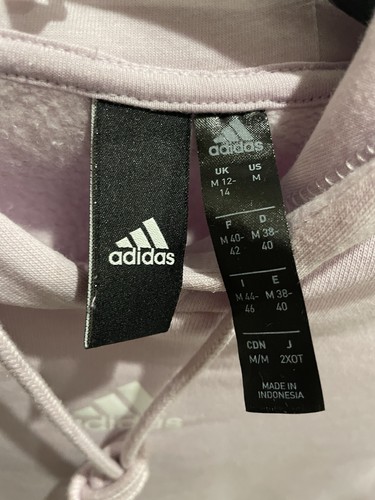 adidas
adidas
UK US
M 12- M
14
F D
M 40- M 38-
42 40
I E
M 44- M 38-
46 40
CDN J
M/M 2XOT
MADE IN
INDONESIA
adidas